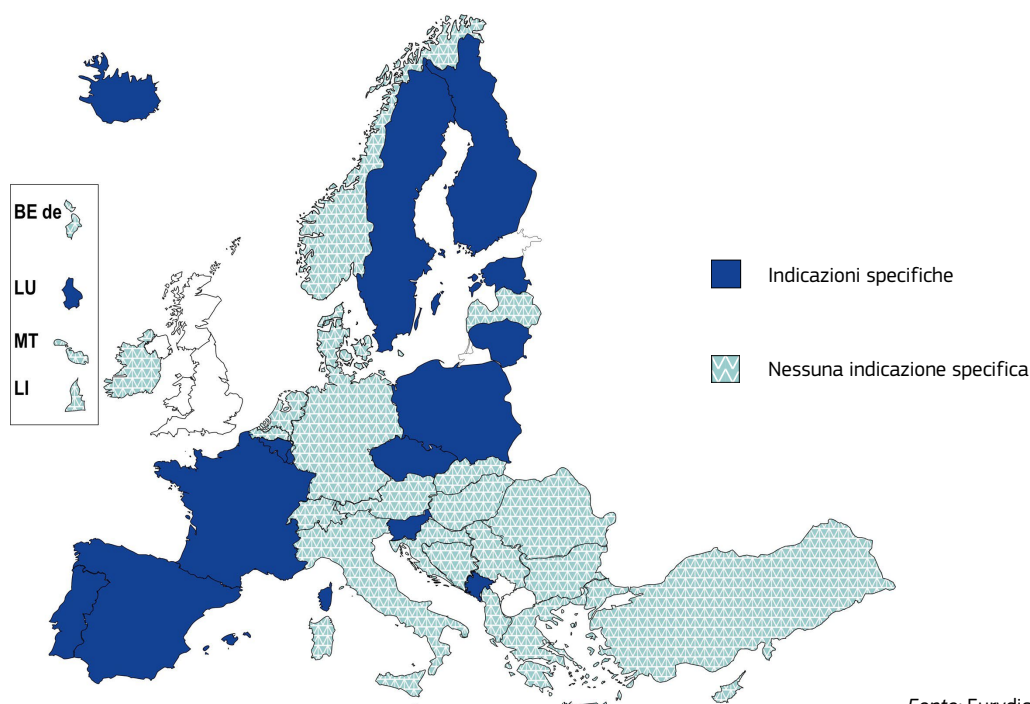 BE de
LU
MT
LI
Indicazioni specifiche
Nessuna indicazione specifica